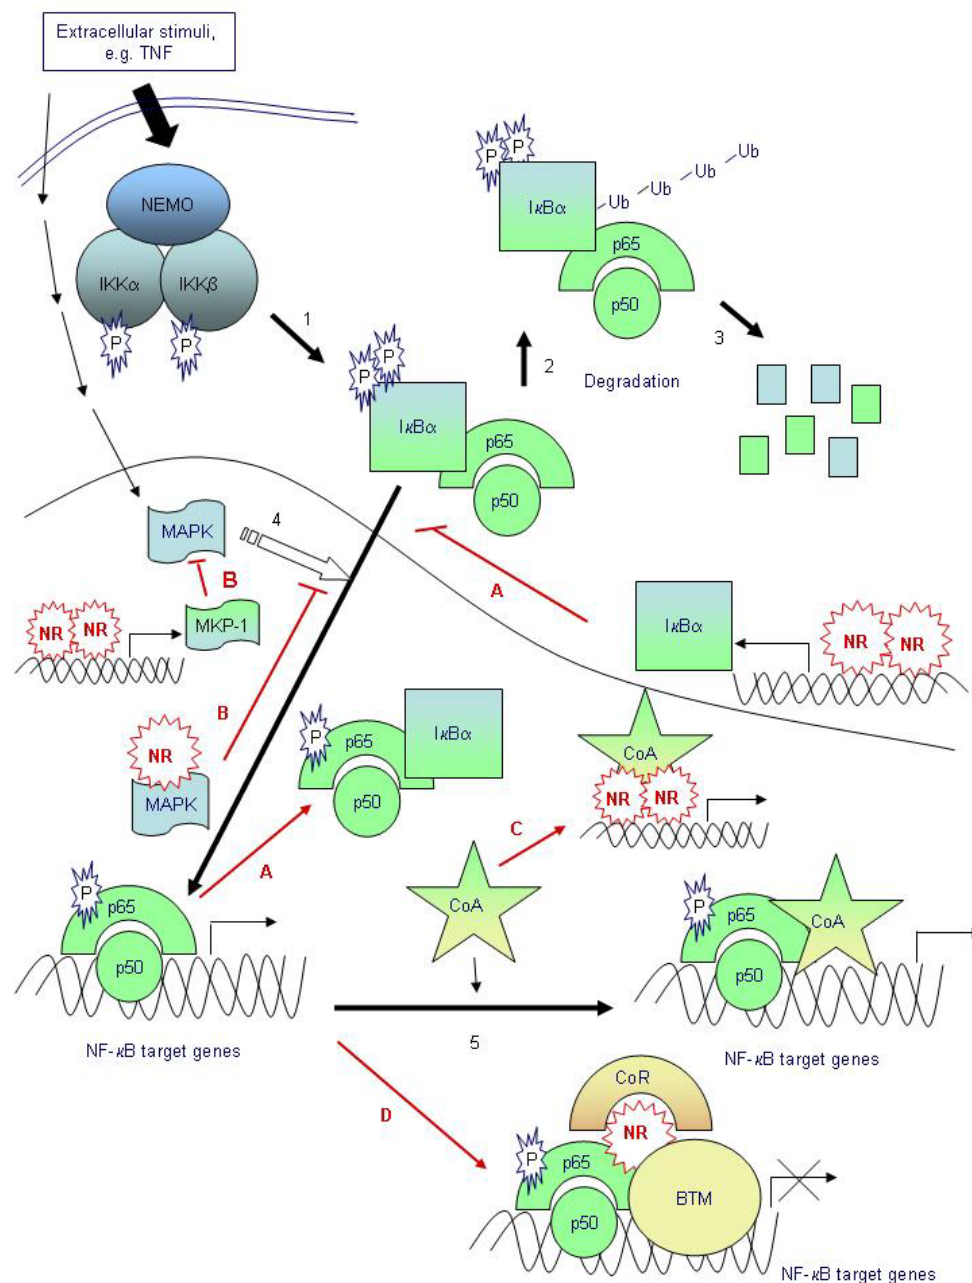 Extracellular stimuli,
e.g. TNF
P
P
Ub
Ub
Ub
Ub
IκBα
NEMO
p65
IKKα
IKKβ
p50
P
P
1
3
P
P
2
Degradation
IκBα
p65
p50
MAPK
4
A
B
MKP-1
NR
NR
IκBα
NR
NR
B
P
p65
IκBα
NR
CoA
MAPK
p50
NR
NR
C
A
P
p65
CoA
P
p65
CoA
p50
p50
5
NF-κB target genes
NF-κB target genes
CoR
D
NR
P
p65
BTM
p50
NF-κB target genes